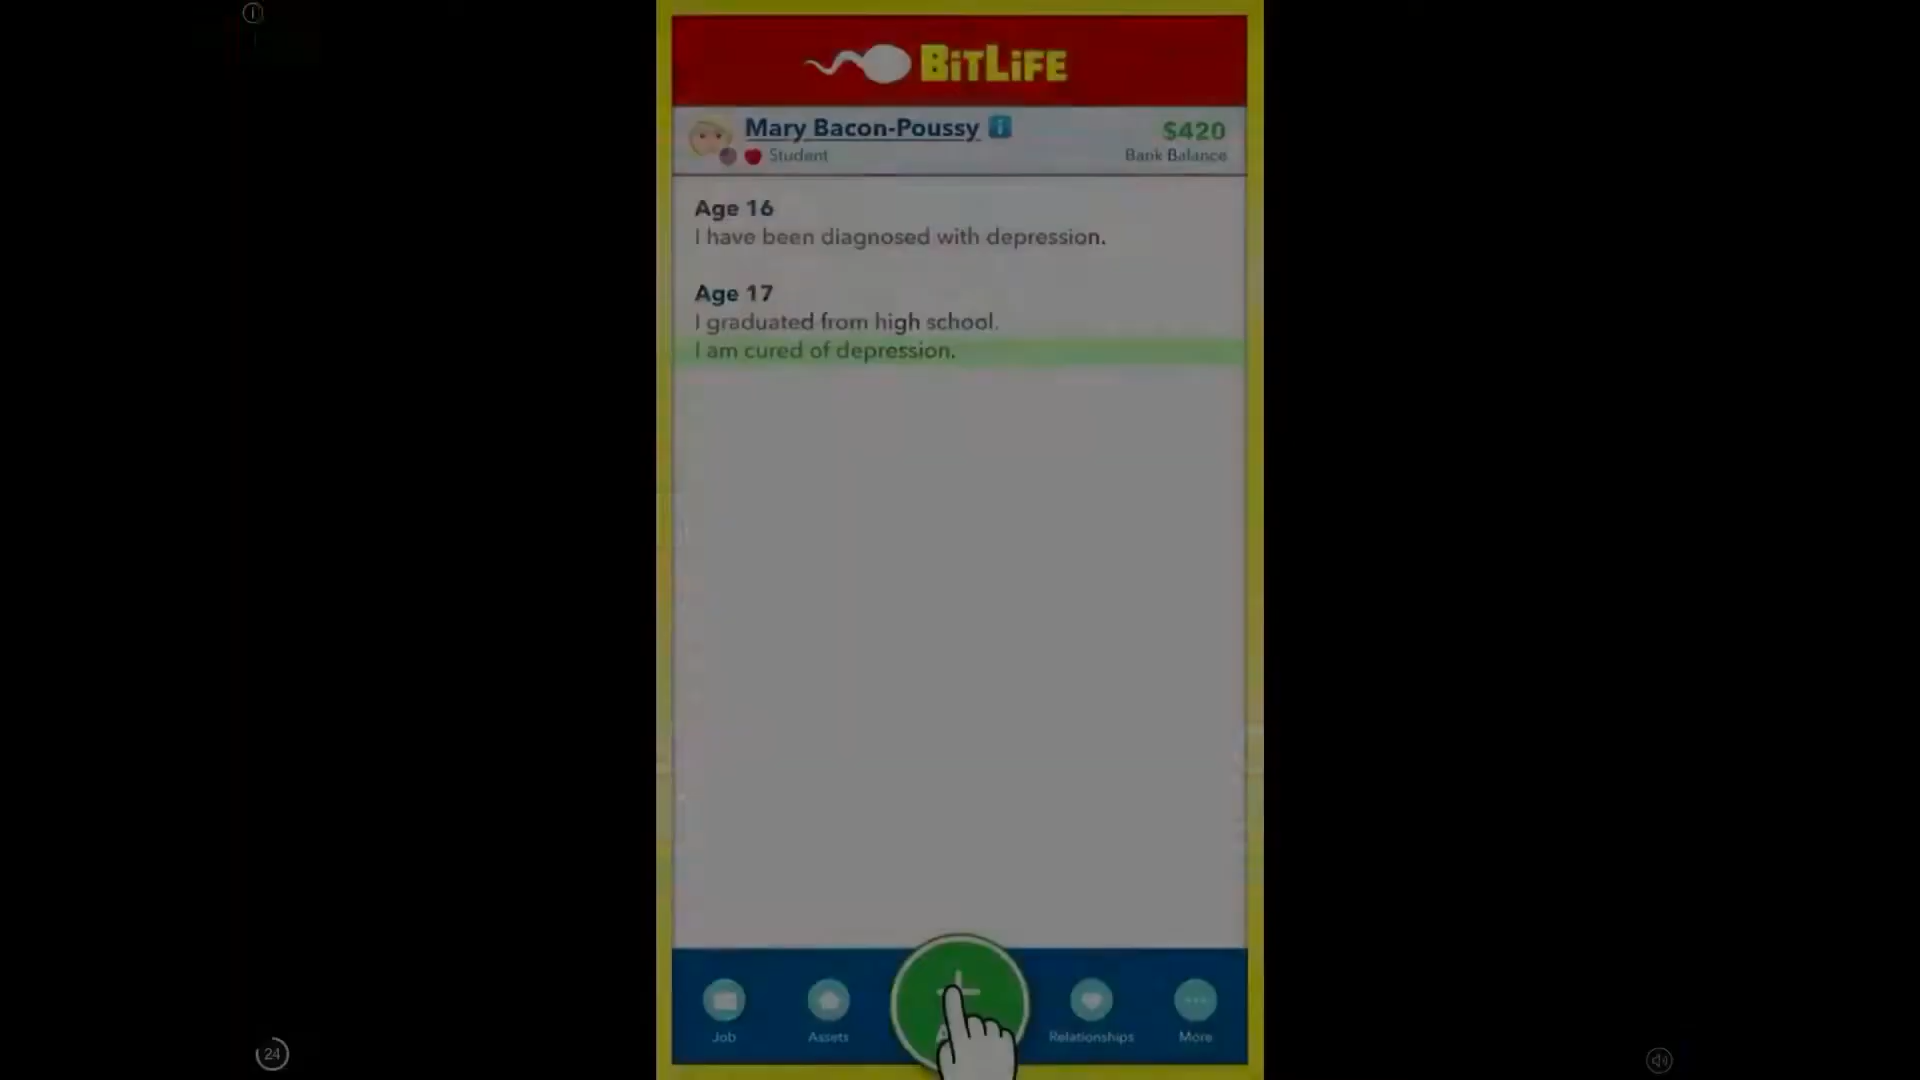 BiTLiFE
Mary Bacon-Poussy i
$420
Student
Bank Balance
Age 16
I have been diagnosed with depression.
Age 17
I graduated from high school.
I am cured of depression.
Job
Assets
Relationships
More
24